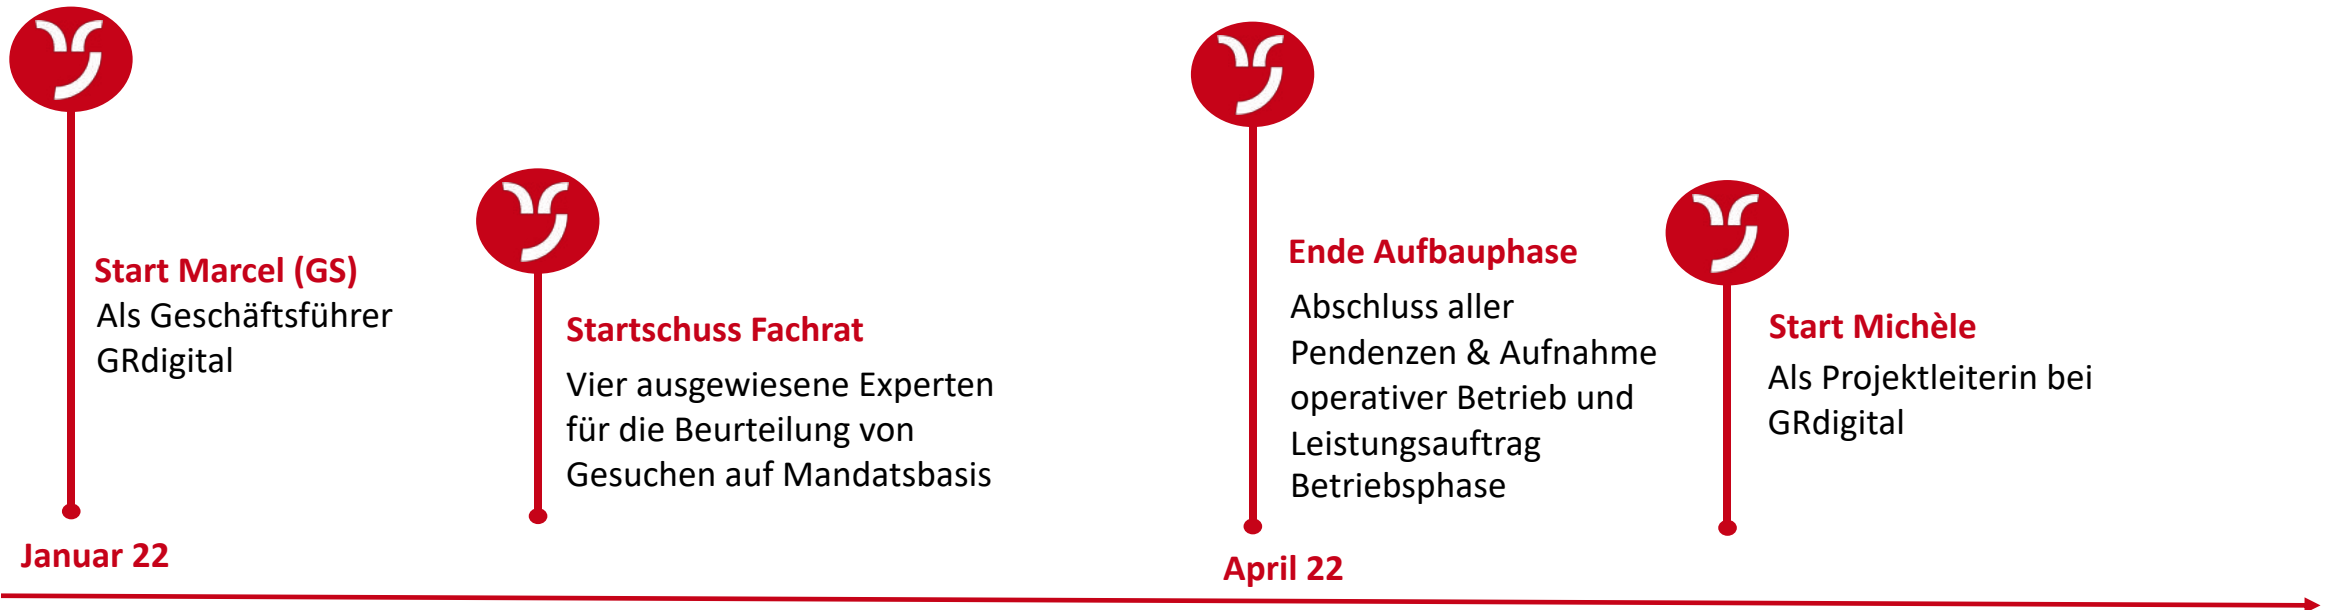 Start Marcel (GS)
Als Geschäftsführer
GRdigital
Januar 22
Startschuss Fachrat
Vier ausgewiesene Experten
für die Beurteilung von
Gesuchen auf Mandatsbasis
Ende Aufbauphase
Abschluss aller
Pendenzen & Aufnahme
operativer Betrieb und
Leistungsauftrag
Betriebsphase
April 22
Start Michèle
Als Projektleiterin bei
GRdigital